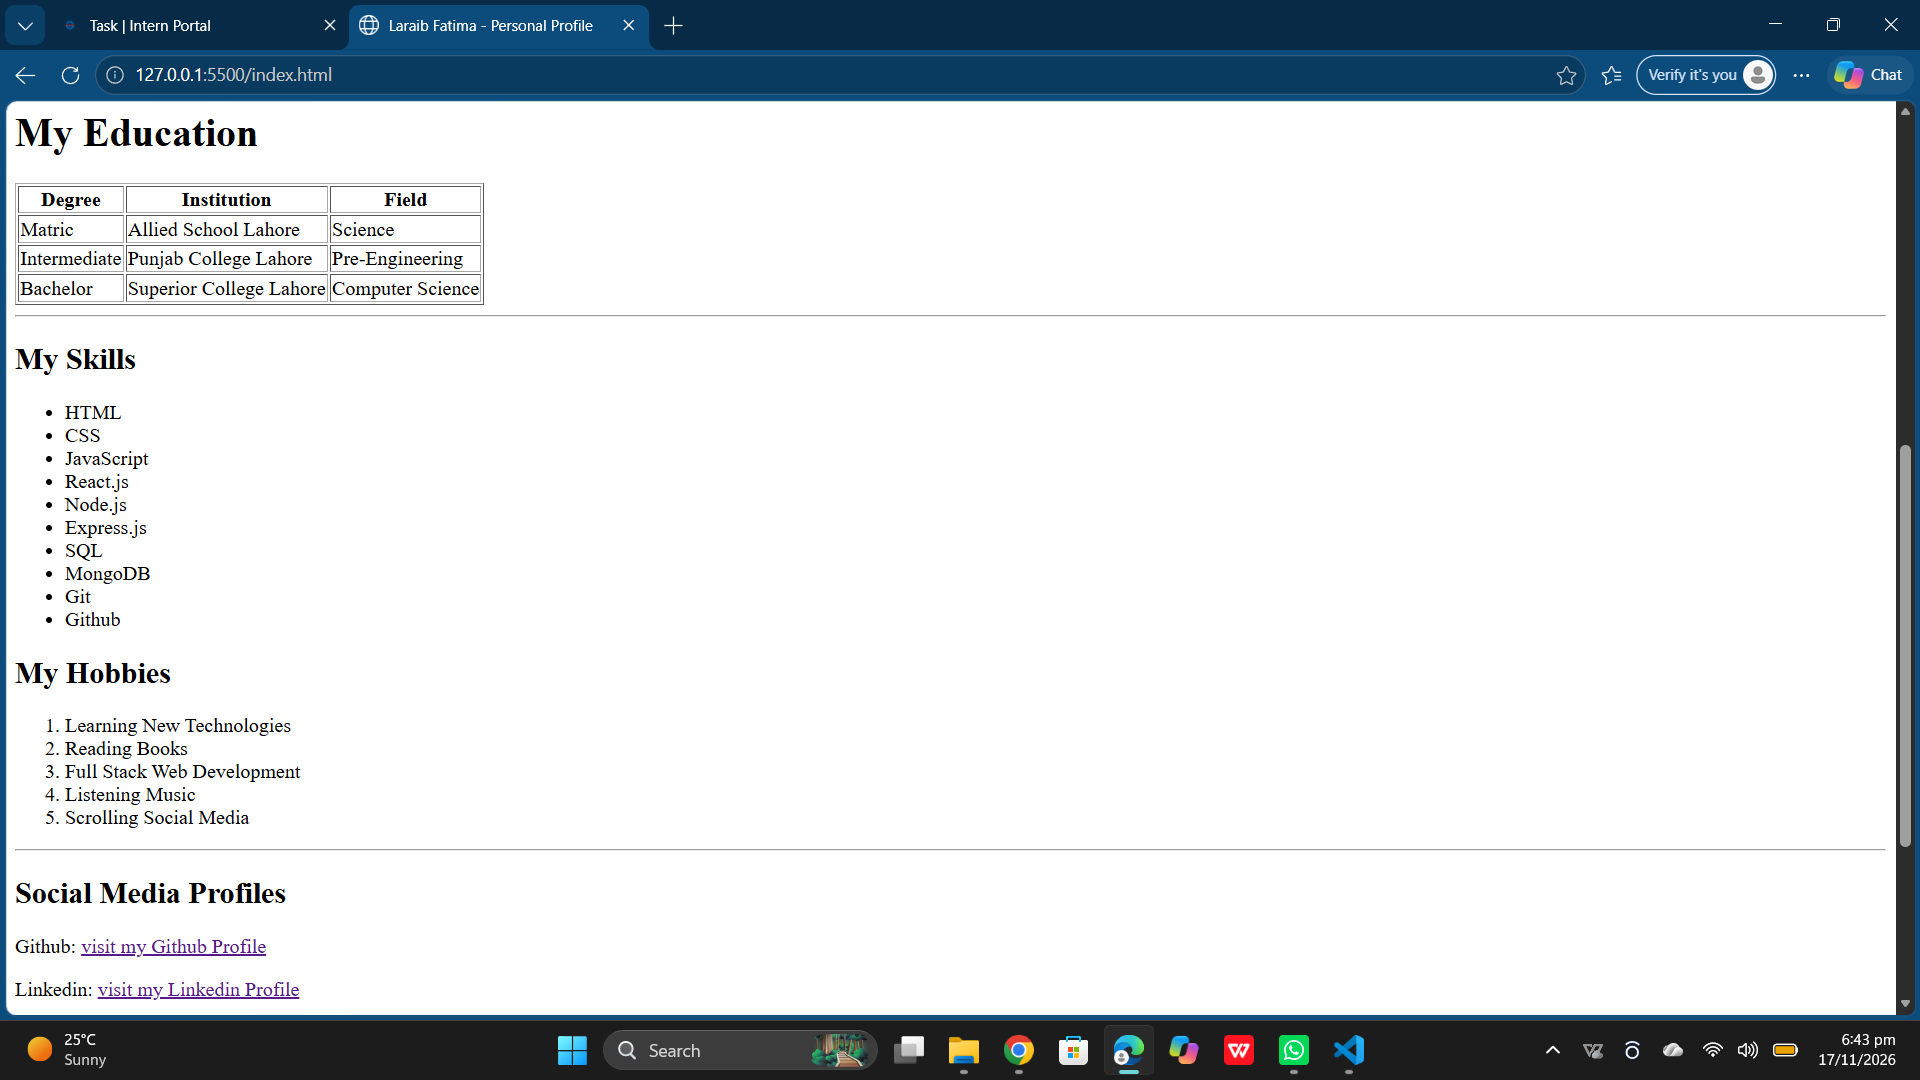 Task | Intern Portal
Laraib Fatima - Personal Profile
127.0.0.1:5500/index.html
Verify it's you
Chat
My Education
Degree Institution Field
Matric Allied School Lahore Science
Intermediate Punjab College Lahore Pre-Engineering
Bachelor Superior College Lahore Computer Science
My Skills
• HTML
• CSS
• JavaScript
• React.js
• Node.js
• Express.js
• SQL
• MongoDB
• Git
• Github
My Hobbies
1. Learning New Technologies
2. Reading Books
3. Full Stack Web Development
4. Listening Music
5. Scrolling Social Media
Social Media Profiles
Github: visit my Github Profile
Linkedin: visit my Linkedin Profile
25°C
Sunny
Search
6:43 pm
17/11/2026